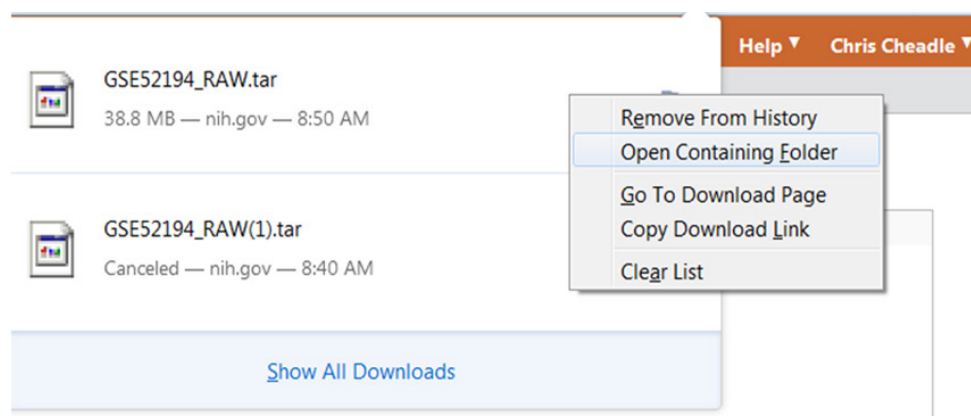 Help ▼ Chris Cheadle ▼
GSE52194_RAW.tar
38.8 MB — nih.gov — 8:50 AM
Remove From History
Open Containing Folder
Go To Download Page
Copy Download Link
Clear List
GSE52194_RAW(1).tar
Canceled — nih.gov — 8:40 AM
Show All Downloads